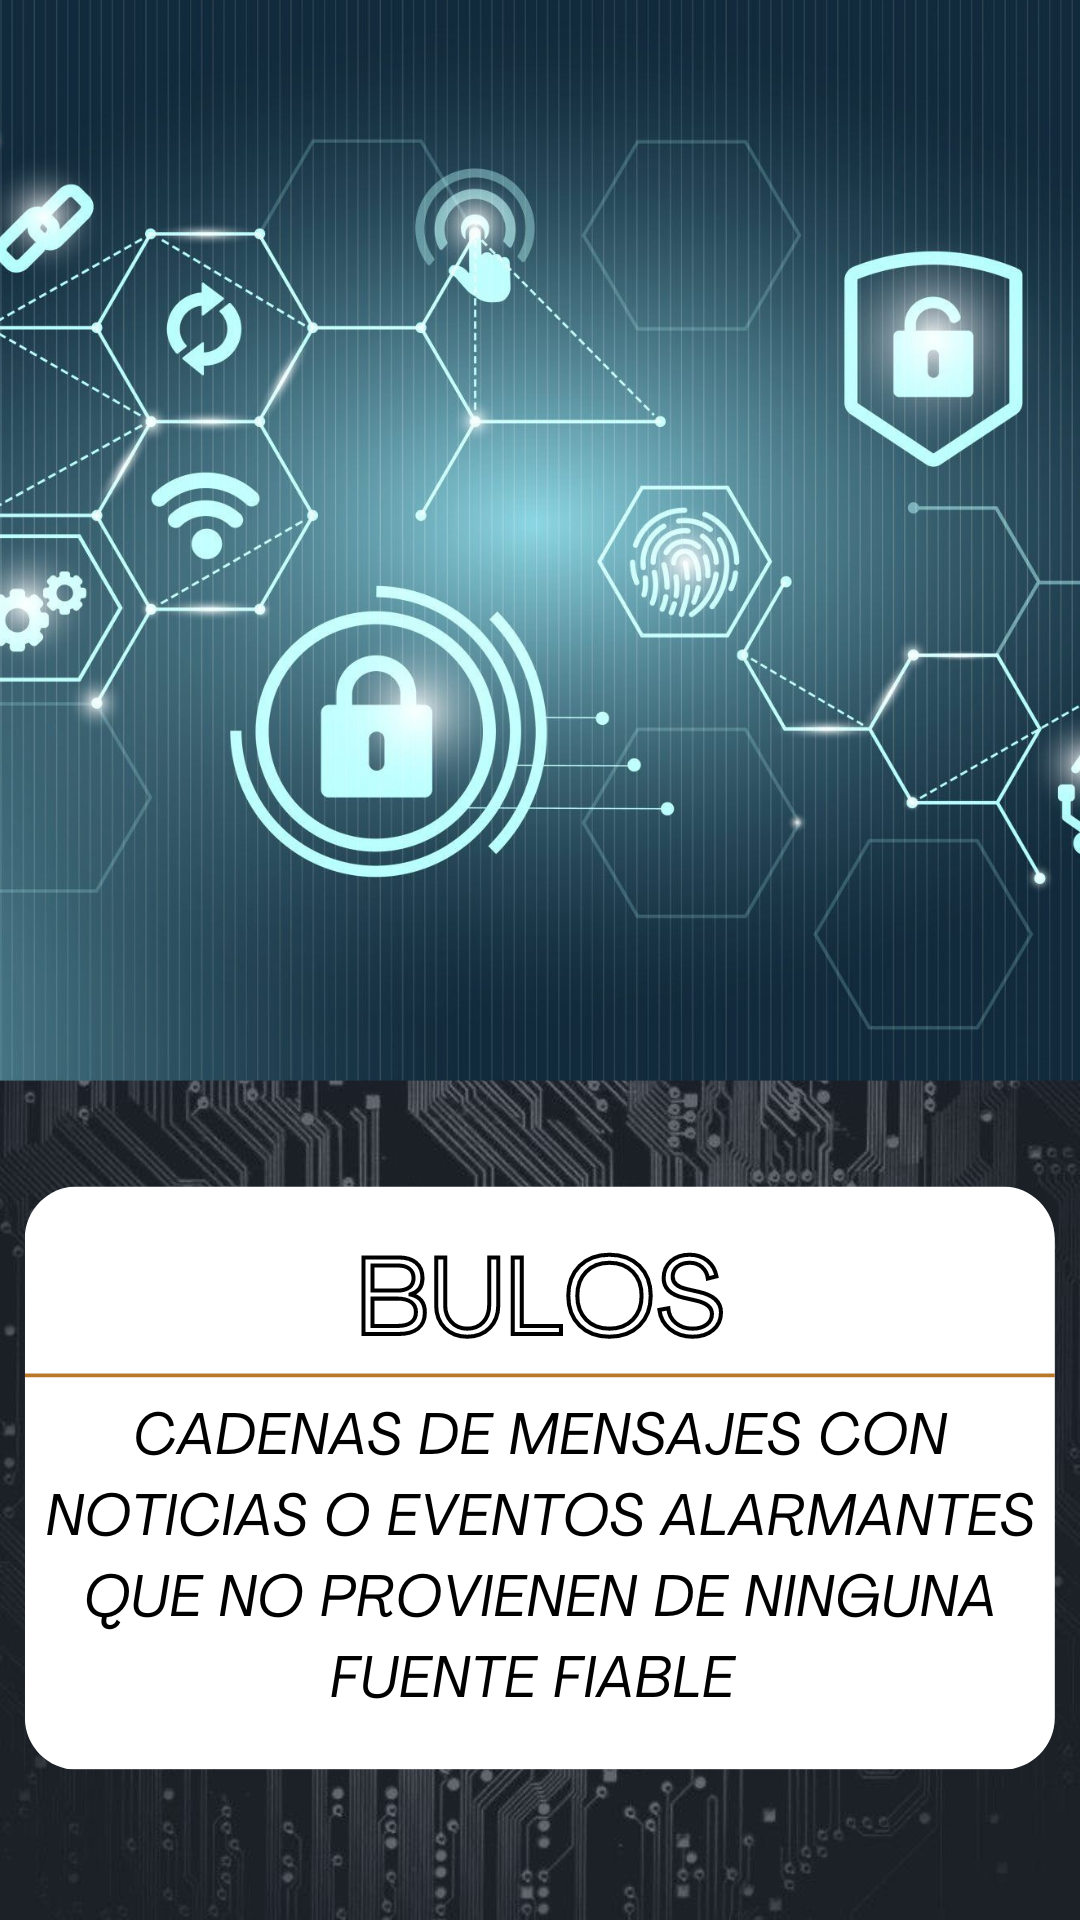 BULOS
CADENAS DE MENSAJES CON
NOTICIAS O EVENTOS ALARMANTES
QUE NO PROVIENEN DE NINGUNA
FUENTE FIABLE